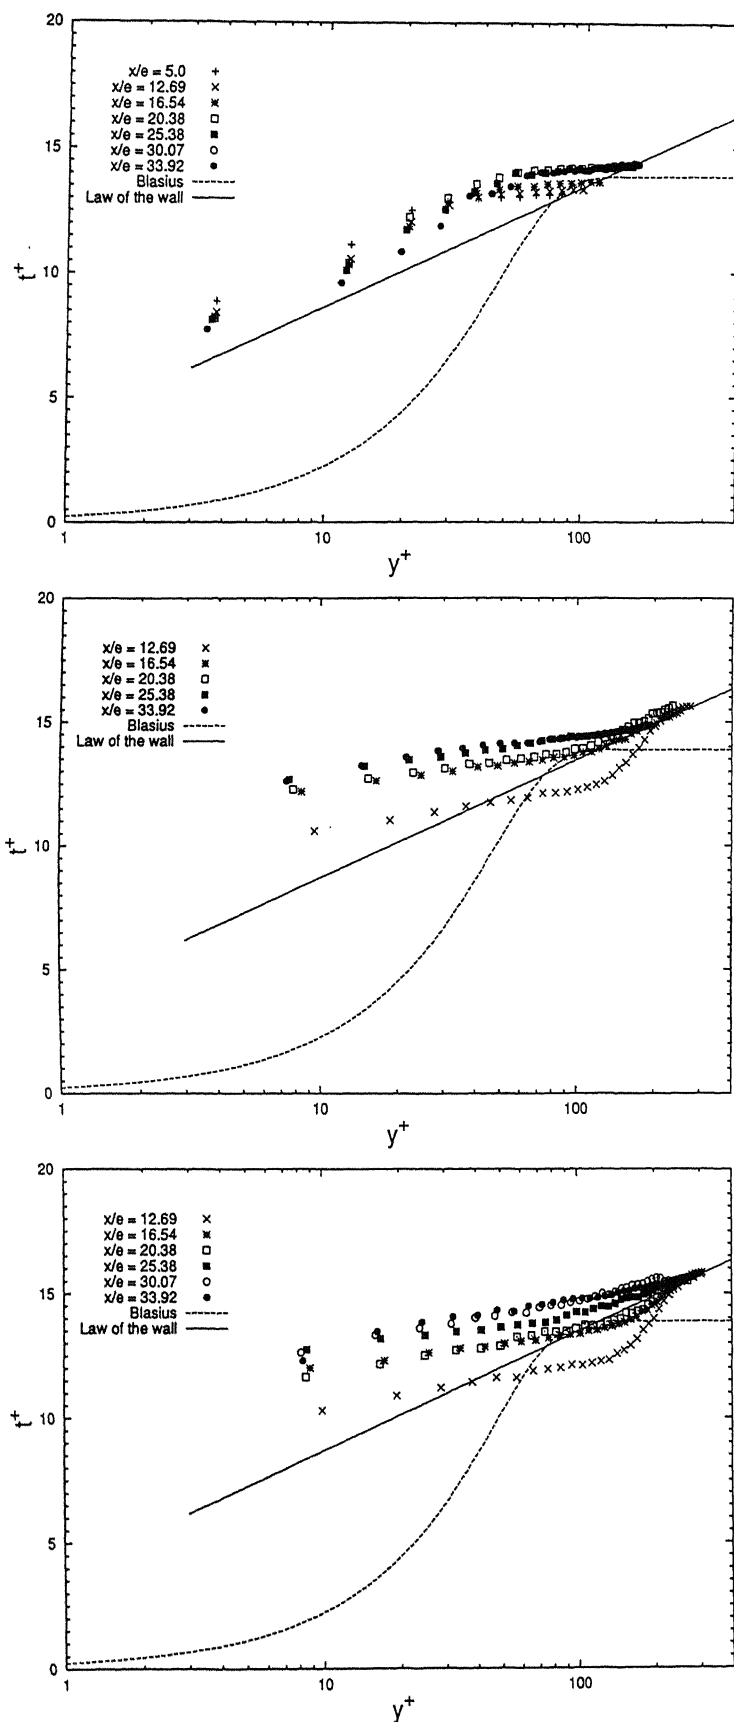 20
x/e = 5.0
x/e = 12.69
x/e = 16.54
x/e = 20.38
x/e = 25.38
x/e = 30.07
x/e = 33.92
Blasius
Law of the wall
15
10
5
0
t+
1
10
100
y+
20
x/e = 12.69
x/e = 16.54
x/e = 20.38
x/e = 25.38
x/e = 33.92
Blasius
Law of the wall
15
10
5
0
t+
1
10
100
y+
20
x/e = 12.69
x/e = 16.54
x/e = 20.38
x/e = 25.38
x/e = 30.07
x/e = 33.92
Blasius
Law of the wall
15
10
5
0
t+
1
10
100
y+